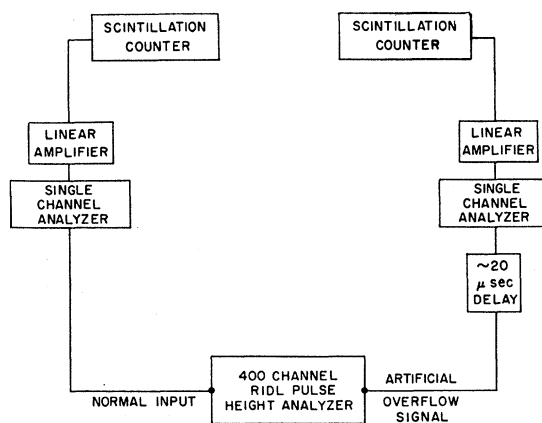 SCINTILLATION
COUNTER
SCINTILLATION
COUNTER
LINEAR
AMPLIFIER
LINEAR
AMPLIFIER
SINGLE
CHANNEL
ANALYZER
SINGLE
CHANNEL
ANALYZER
~20
μ sec
DELAY
400 CHANNEL
RIDL PULSE
HEIGHT ANALYZER
NORMAL INPUT
ARTIFICIAL
OVERFLOW
SIGNAL